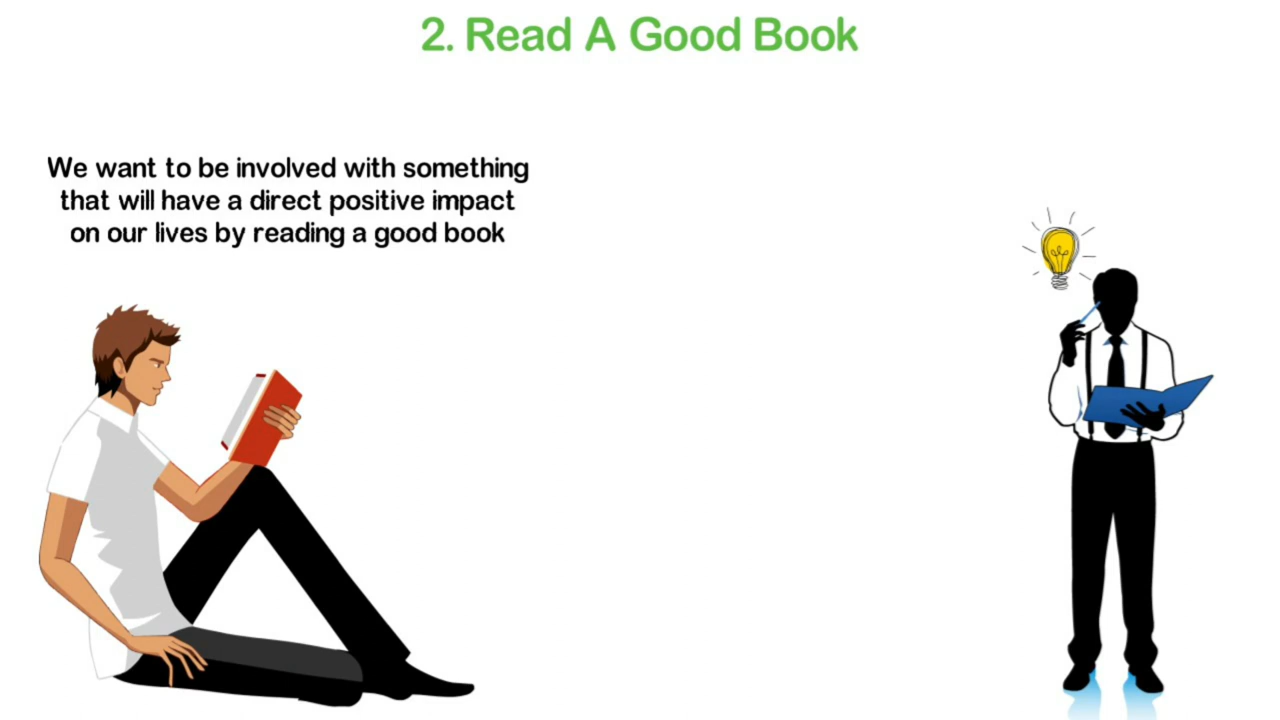 2. Read A Good Book
We want to be involved with something
that will have a direct positive impact
on our lives by reading a good book